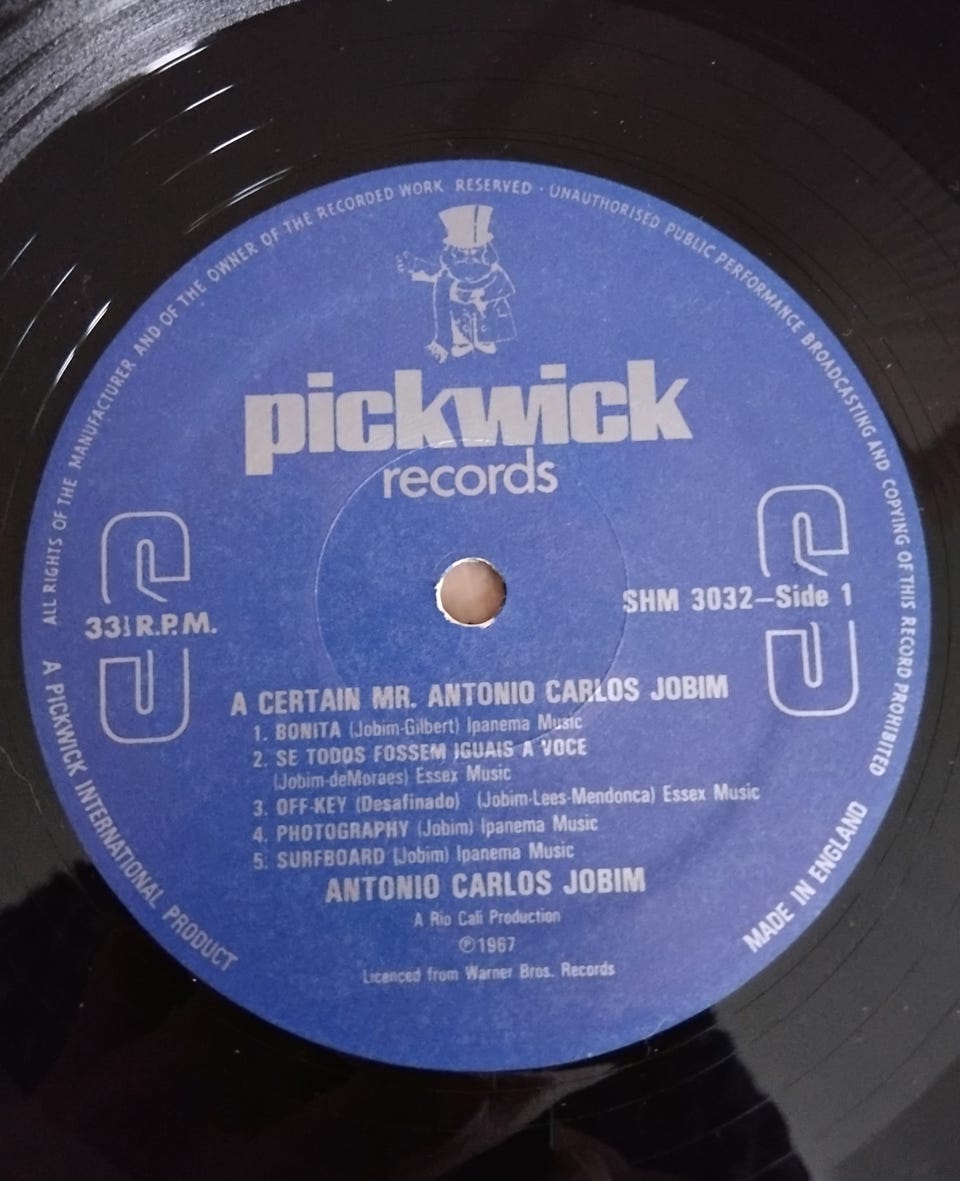 ALL RIGHTS OF THE MANUFACTURER AND OF THE OWNER OF THE RECORDED WORK RESERVED · UNAUTHORISED PUBLIC PERFORMANCE BROADCASTING AND COPYING OF THIS RECORD PROHIBITED
pickwick
records
33⅓ R.P.M.
SHM 3032–Side 1
A CERTAIN MR. ANTONIO CARLOS JOBIM
1. BONITA (Jobim-Gilbert) Ipanema Music
2. SE TODOS FOSSEM IGUAIS A VOCE
(Jobim-deMoraes) Essex Music
3. OFF-KEY (Desafinado) (Jobim-Lees-Mendonca) Essex Music
4. PHOTOGRAPHY (Jobim) Ipanema Music
5. SURFBOARD (Jobim) Ipanema Music
ANTONIO CARLOS JOBIM
A Rio Cali Production
℗1967
Licenced from Warner Bros. Records
A PICKWICK INTERNATIONAL PRODUCT
MADE IN ENGLAND